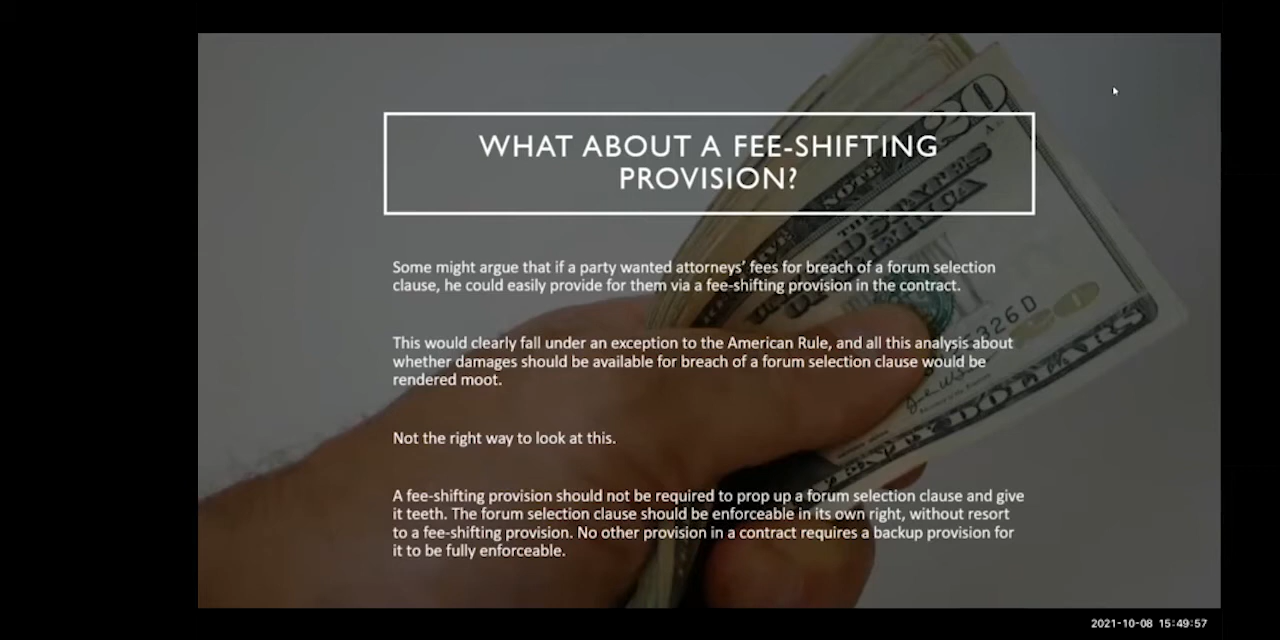 WHAT ABOUT A FEE-SHIFTING
PROVISION?
Some might argue that if a party wanted attorneys' fees for breach of a forum selection
clause, he could easily provide for them via a fee-shifting provision in the contract.
This would clearly fall under an exception to the American Rule, and all this analysis about
whether damages should be available for breach of a forum selection clause would be
rendered moot.
Not the right way to look at this.
A fee-shifting provision should not be required to prop up a forum selection clause and give
it teeth. The forum selection clause should be enforceable in its own right, without resort
to a fee-shifting provision. No other provision in a contract requires a backup provision for
it to be fully enforceable.
2021-10-08 15:49:57